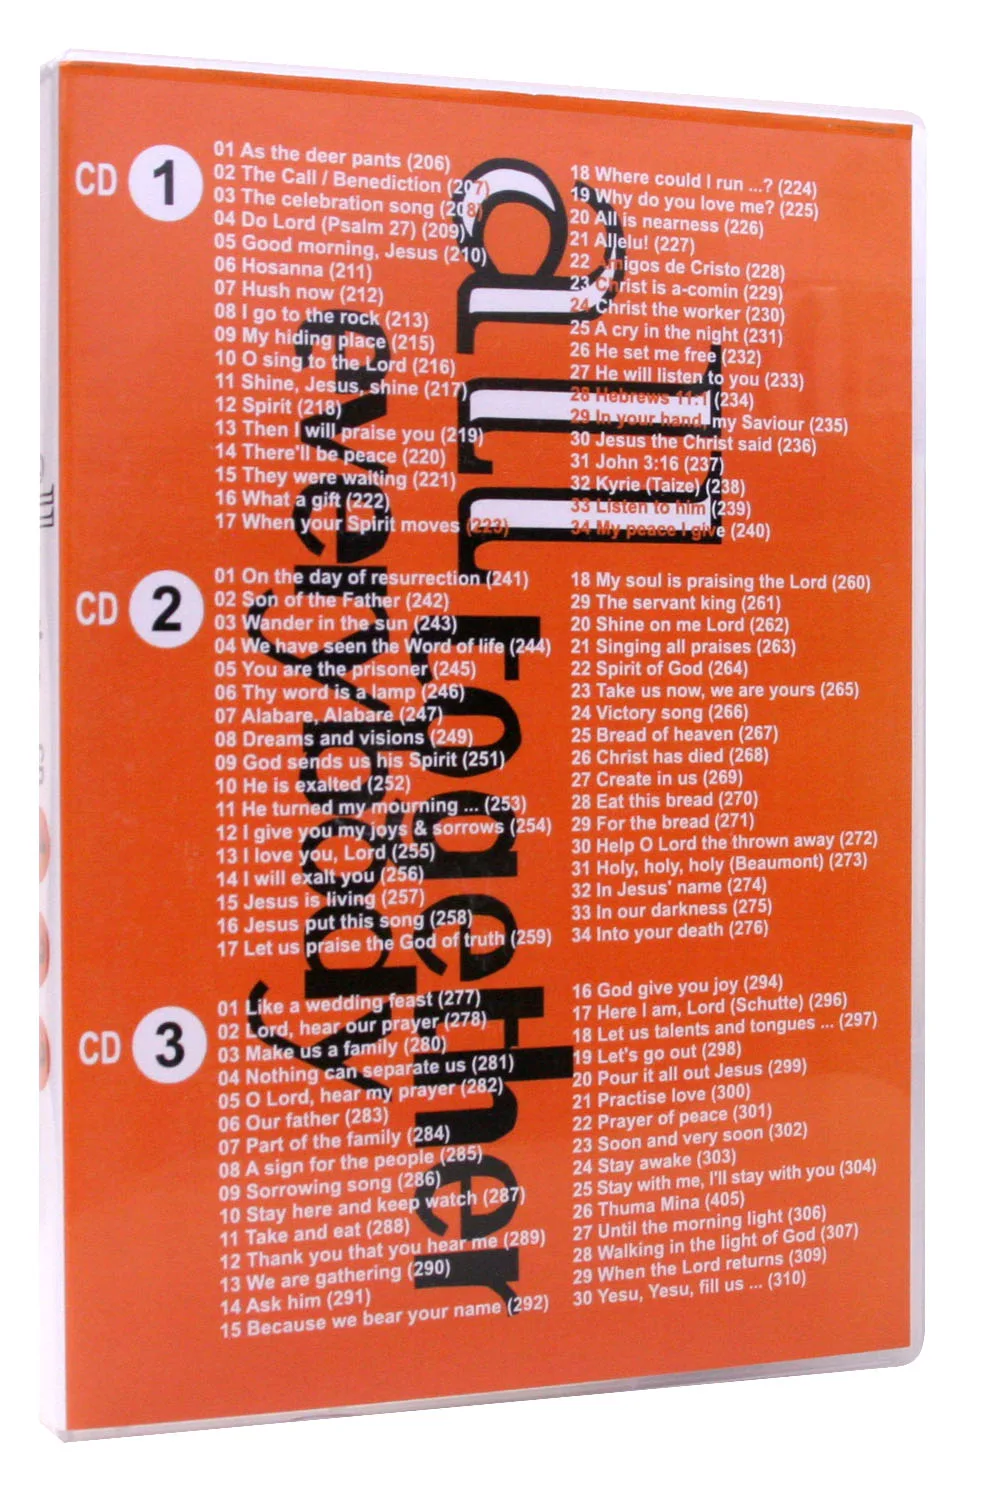 CD 1
01 As the deer pants (206)
02 The Call / Benediction (207)
03 The celebration song (208)
04 Do Lord (Psalm 27) (209)
05 Good morning, Jesus (210)
06 Hosanna (211)
07 Hush now (212)
08 I go to the rock (213)
09 My hiding place (215)
10 O sing to the Lord (216)
11 Shine, Jesus, shine (217)
12 Spirit (218)
13 Then I will praise you (219)
14 There'll be peace (220)
15 They were waiting (221)
16 What a gift (222)
17 When your Spirit moves (223)
18 Where could I run ...? (224)
19 Why do you love me? (225)
20 All is nearness (226)
21 Allelu! (227)
22 Amigos de Cristo (228)
23 Christ is a-comin (229)
24 Christ the worker (230)
25 A cry in the night (231)
26 He set me free (232)
27 He will listen to you (233)
28 Hebrews 11:1 (234)
29 In your hand, my Saviour (235)
30 Jesus the Christ said (236)
31 John 3:16 (237)
32 Kyrie (Taize) (238)
33 Listen to him (239)
34 My peace I give (240)
CD 2
01 On the day of resurrection (241)
02 Son of the Father (242)
03 Wander in the sun (243)
04 We have seen the Word of life (244)
05 You are the prisoner (245)
06 Thy word is a lamp (246)
07 Alabare, Alabare (247)
08 Dreams and visions (249)
09 God sends us his Spirit (251)
10 He is exalted (252)
11 He turned my mourning ... (253)
12 I give you my joys & sorrows (254)
13 I love you, Lord (255)
14 I will exalt you (256)
15 Jesus is living (257)
16 Jesus put this song (258)
17 Let us praise the God of truth (259)
18 My soul is praising the Lord (260)
29 The servant king (261)
20 Shine on me Lord (262)
21 Singing all praises (263)
22 Spirit of God (264)
23 Take us now, we are yours (265)
24 Victory song (266)
25 Bread of heaven (267)
26 Christ has died (268)
27 Create in us (269)
28 Eat this bread (270)
29 For the bread (271)
30 Help O Lord the thrown away (272)
31 Holy, holy, holy (Beaumont) (273)
32 In Jesus' name (274)
33 In our darkness (275)
34 Into your death (276)
CD 3
01 Like a wedding feast (277)
02 Lord, hear our prayer (278)
03 Make us a family (280)
04 Nothing can separate us (281)
05 O Lord, hear my prayer (282)
06 Our father (283)
07 Part of the family (284)
08 A sign for the people (285)
09 Sorrowing song (286)
10 Stay here and keep watch (287)
11 Take and eat (288)
12 Thank you that you hear me (289)
13 We are gathering (290)
14 Ask him (291)
15 Because we bear your name (292)
16 God give you joy (294)
17 Here I am, Lord (Schutte) (296)
18 Let us talents and tongues ... (297)
19 Let's go out (298)
20 Pour it all out Jesus (299)
21 Practise love (300)
22 Prayer of peace (301)
23 Soon and very soon (302)
24 Stay awake (303)
25 Stay with me, I'll stay with you (304)
26 Thuma Mina (405)
27 Until the morning light (306)
28 Walking in the light of God (307)
29 When the Lord returns (309)
30 Yesu, Yesu, fill us ... (310)
all together
everybody